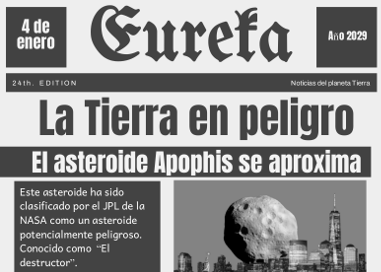 4 de
enero
Eureka
Año 2029
24th. EDITION
Noticias del planeta Tierra
La Tierra en peligro
El asteroide Apophis se aproxima
Este asteroide ha sido
clasificado por el JPL de la
NASA como un asteroide
potencialmente peligroso.
Conocido como “El
destructor”.